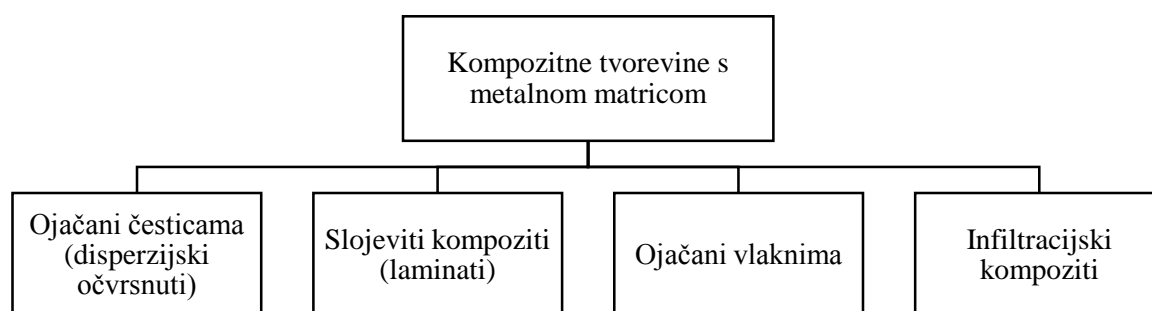 Kompozitne tvorevine s
metalnom matricom
Ojačani česticama
(disperzijski
očvrsnuti)
Slojeviti kompoziti
(laminati)
Ojačani vlaknima
Infiltracijski
kompoziti